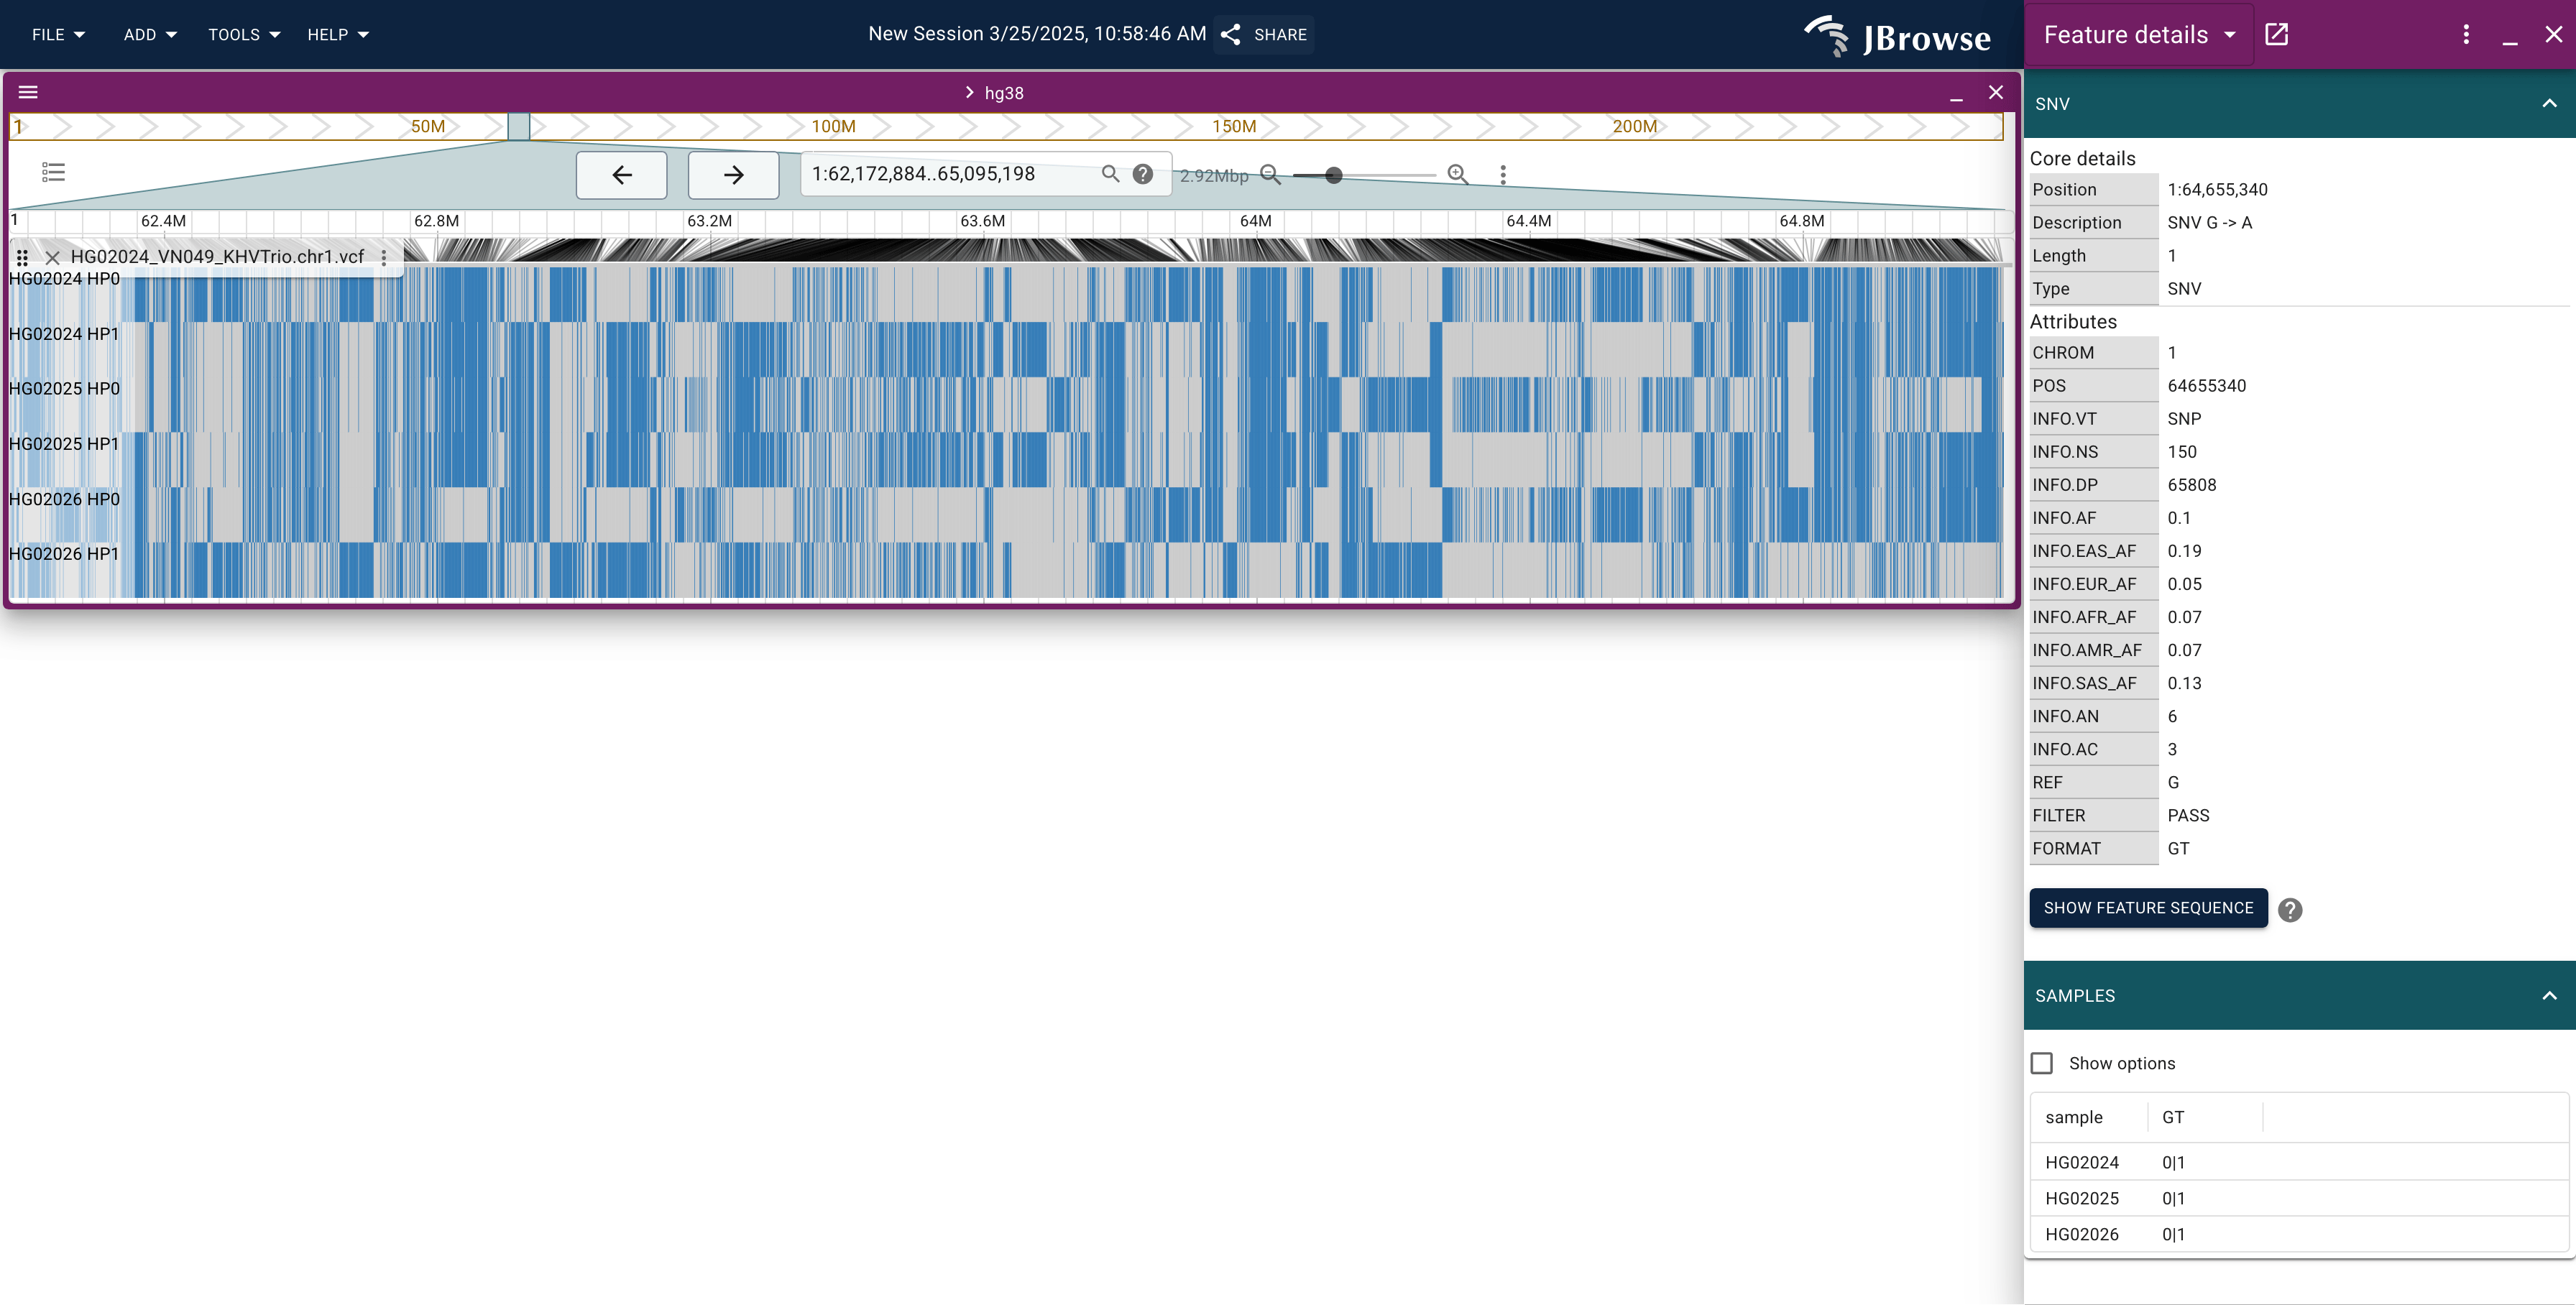 FILE ADD TOOLS HELP New Session 3/25/2025, 10:58:46 AM SHARE JBrowse
hg38
1 50M 100M 150M 200M
1:62,172,884..65,095,198 2.92Mbp
1 62.4M 62.8M 63.2M 63.6M 64M 64.4M 64.8M
HG02024_VN049_KHVTrio.chr1.vcf
HG02024 HP0
HG02024 HP1
HG02025 HP0
HG02025 HP1
HG02026 HP0
HG02026 HP1
Feature details
SNV
Core details
Position 1:64,655,340
Description SNV G -> A
Length 1
Type SNV
Attributes
CHROM 1
POS 64655340
INFO.VT SNP
INFO.NS 150
INFO.DP 65808
INFO.AF 0.1
INFO.EAS_AF 0.19
INFO.EUR_AF 0.05
INFO.AFR_AF 0.07
INFO.AMR_AF 0.07
INFO.SAS_AF 0.13
INFO.AN 6
INFO.AC 3
REF G
FILTER PASS
FORMAT GT
SHOW FEATURE SEQUENCE
SAMPLES
Show options
sample GT
HG02024 0|1
HG02025 0|1
HG02026 0|1